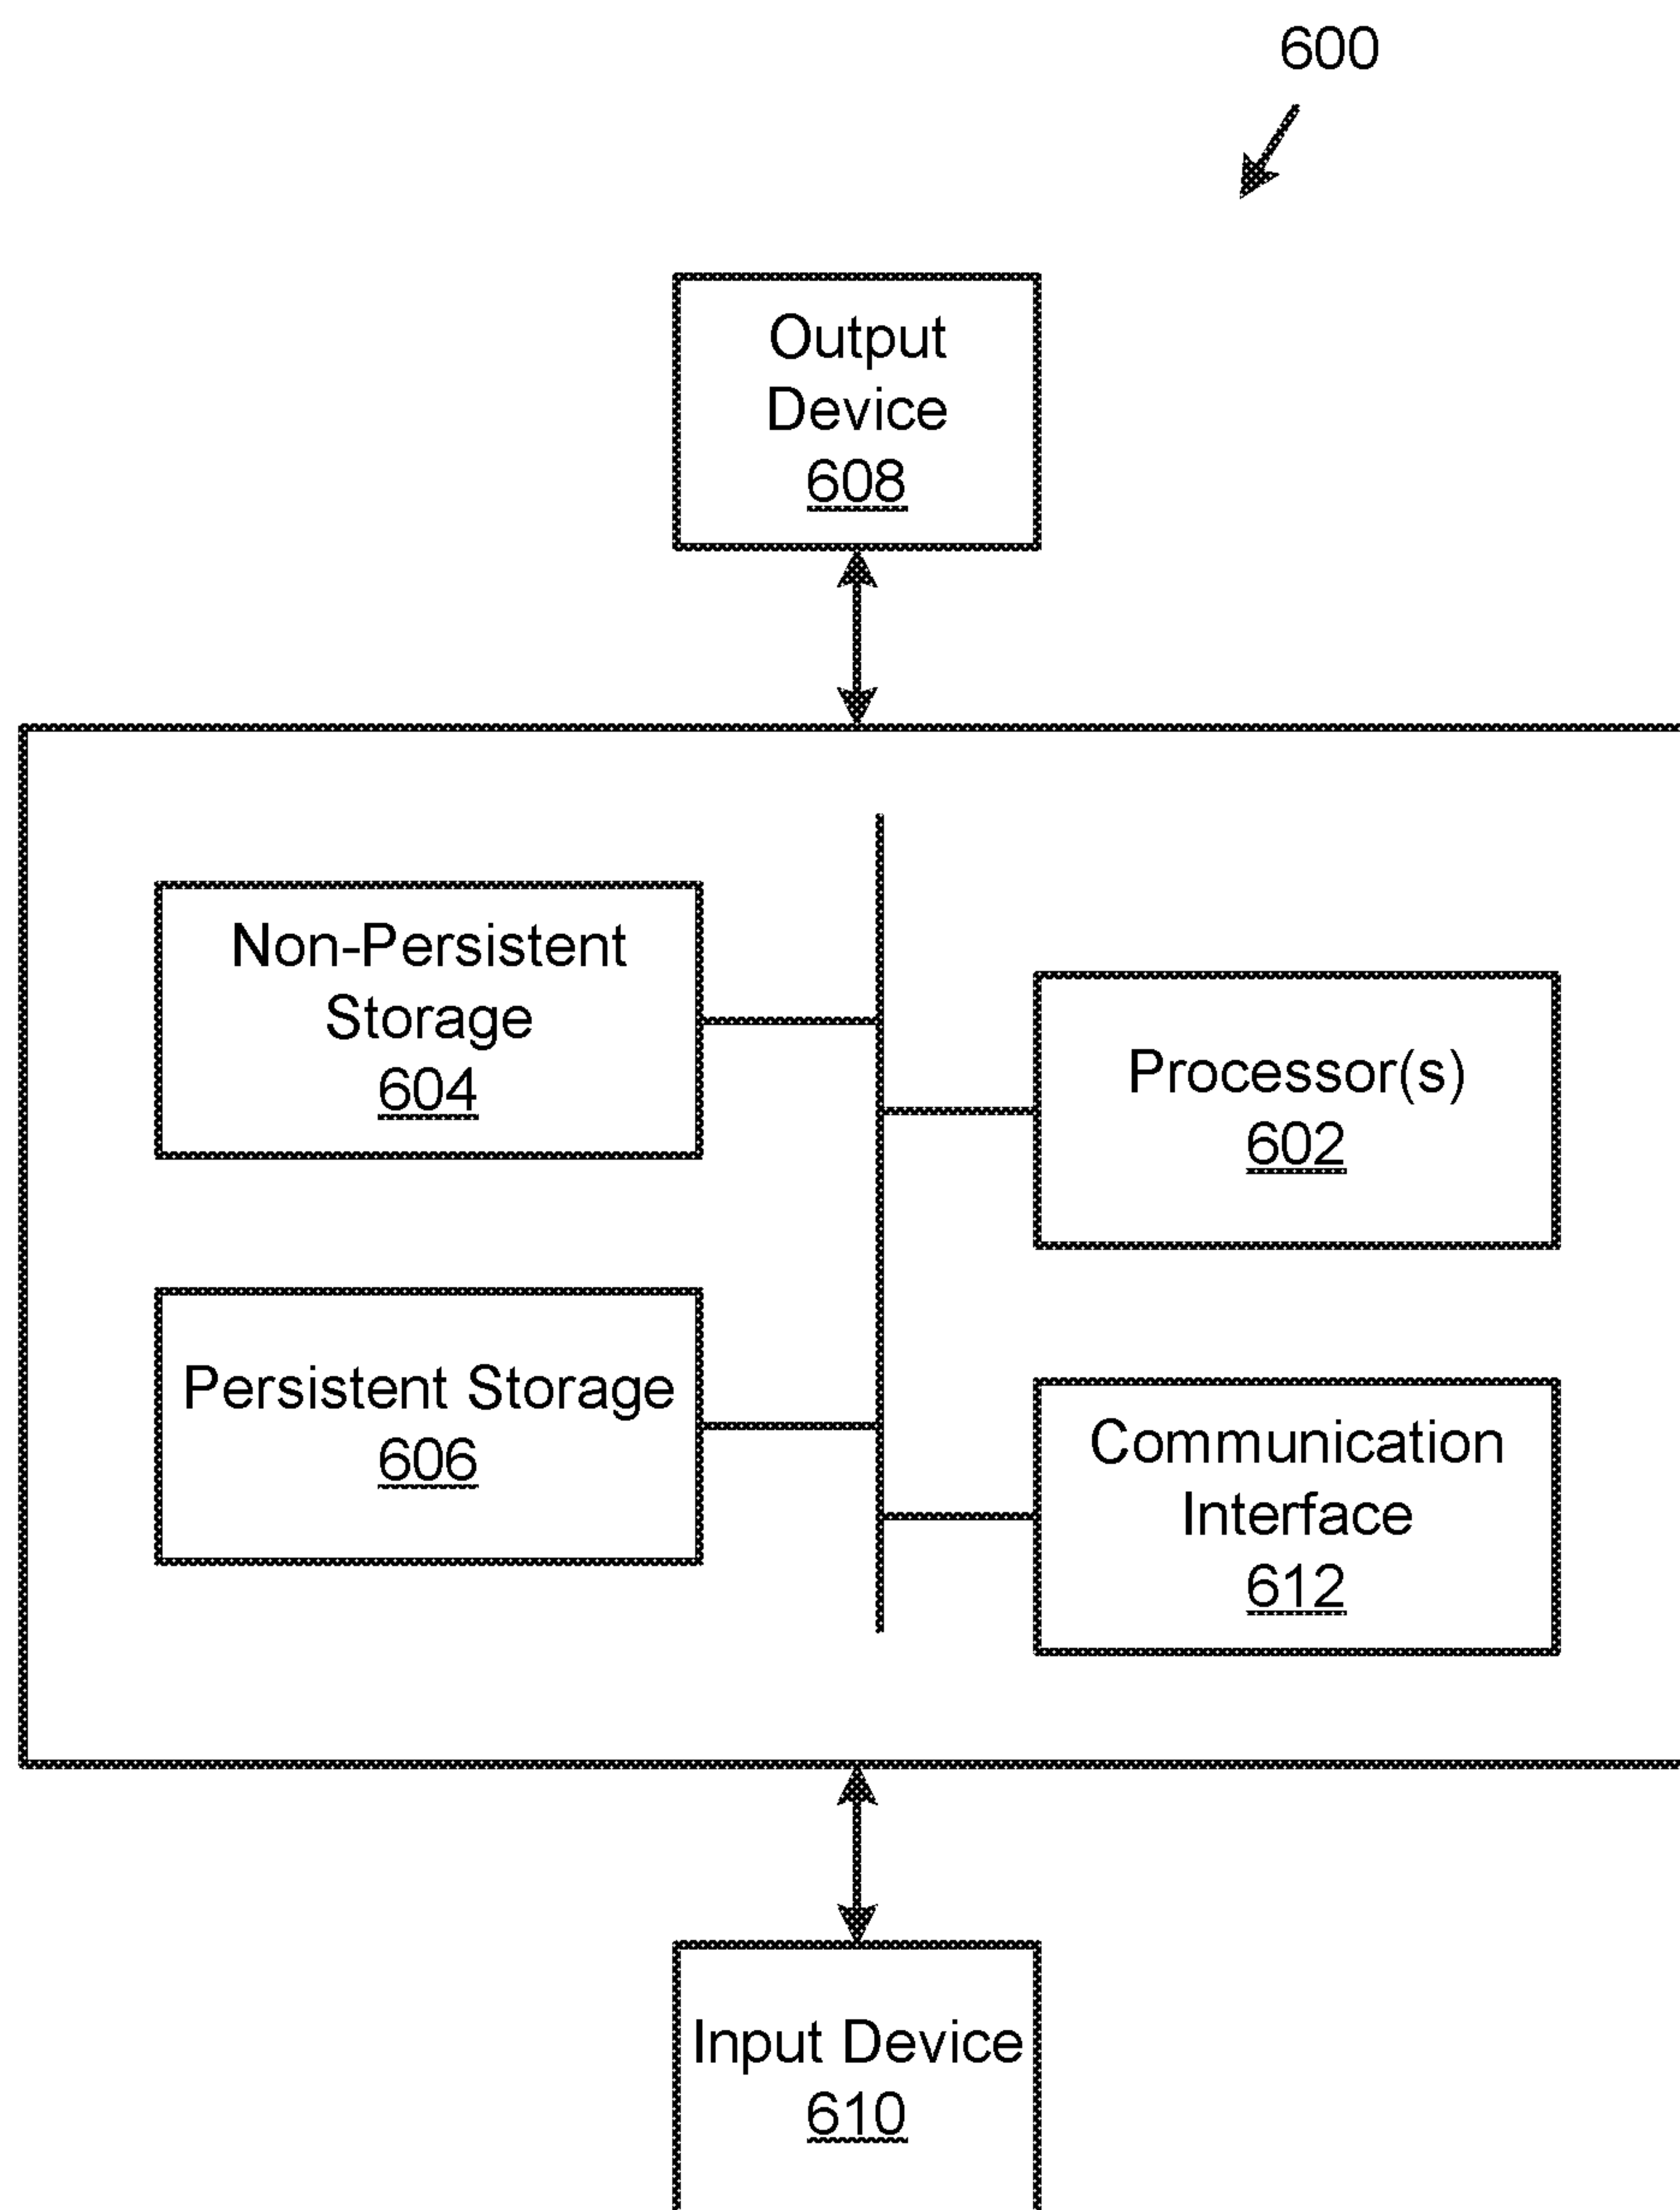 600
Output
Device
608
Non-Persistent
Storage
604
Processor(s)
602
Persistent Storage
606
Communication
Interface
612
Input Device
610